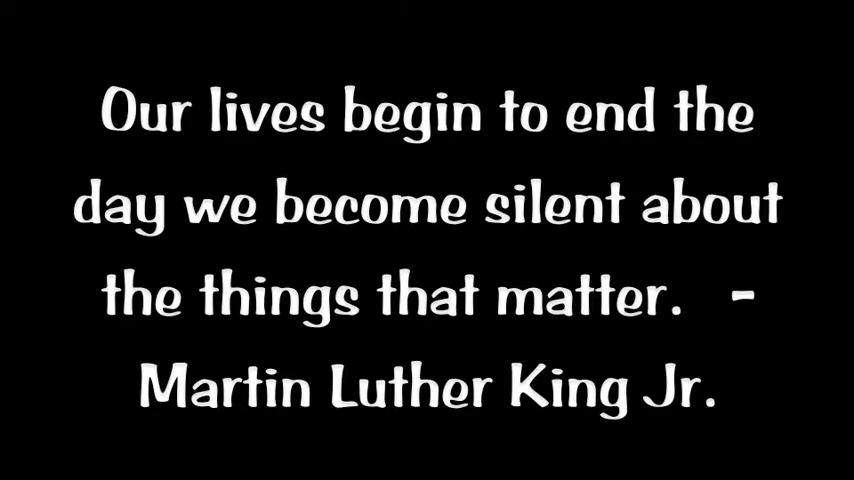 Our lives begin to end the
day we become silent about
the things that matter.   -
Martin Luther King Jr.